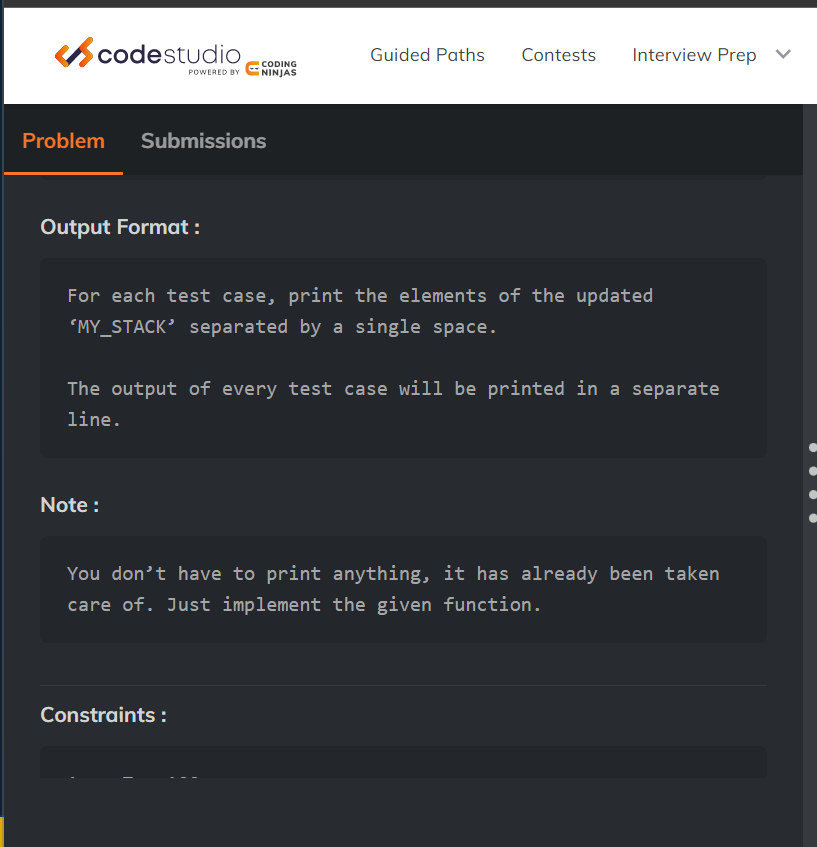 codestudio
POWERED BY CODING NINJAS
Guided Paths Contests Interview Prep
Problem Submissions
Output Format :
For each test case, print the elements of the updated
‘MY_STACK’ separated by a single space.
The output of every test case will be printed in a separate
line.
Note :
You don’t have to print anything, it has already been taken
care of. Just implement the given function.
Constraints :